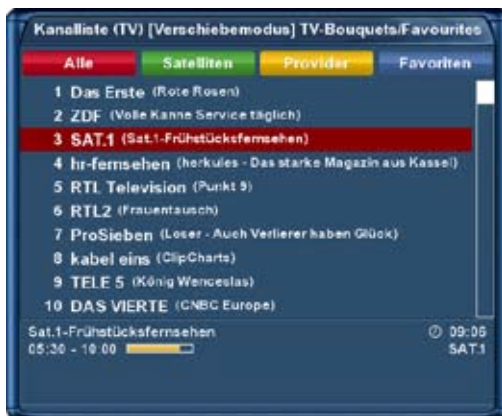 Kanalliste (TV) [Verschiebemodus] TV-Bouquets/Favourites
Alle Satelliten Provider Favoriten
1 Das Erste (Rote Rosen)
2 ZDF (Volle Kanne Service täglich)
3 SAT.1 (Sat.1-Frühstücksfernsehen)
4 hr-fernsehen (herkules - Das starke Magazin aus Kassel)
5 RTL Television (Punkt 9)
6 RTL2 (Frauentausch)
7 ProSieben (Loser - Auch Verlierer haben Glück)
8 kabel eins (ClipCharts)
9 TELE 5 (König Wenceslas)
10 DAS VIERTE (CNBC Europe)
Sat.1-Frühstücksfernsehen 09:06
05:30 - 10:00 SAT.1